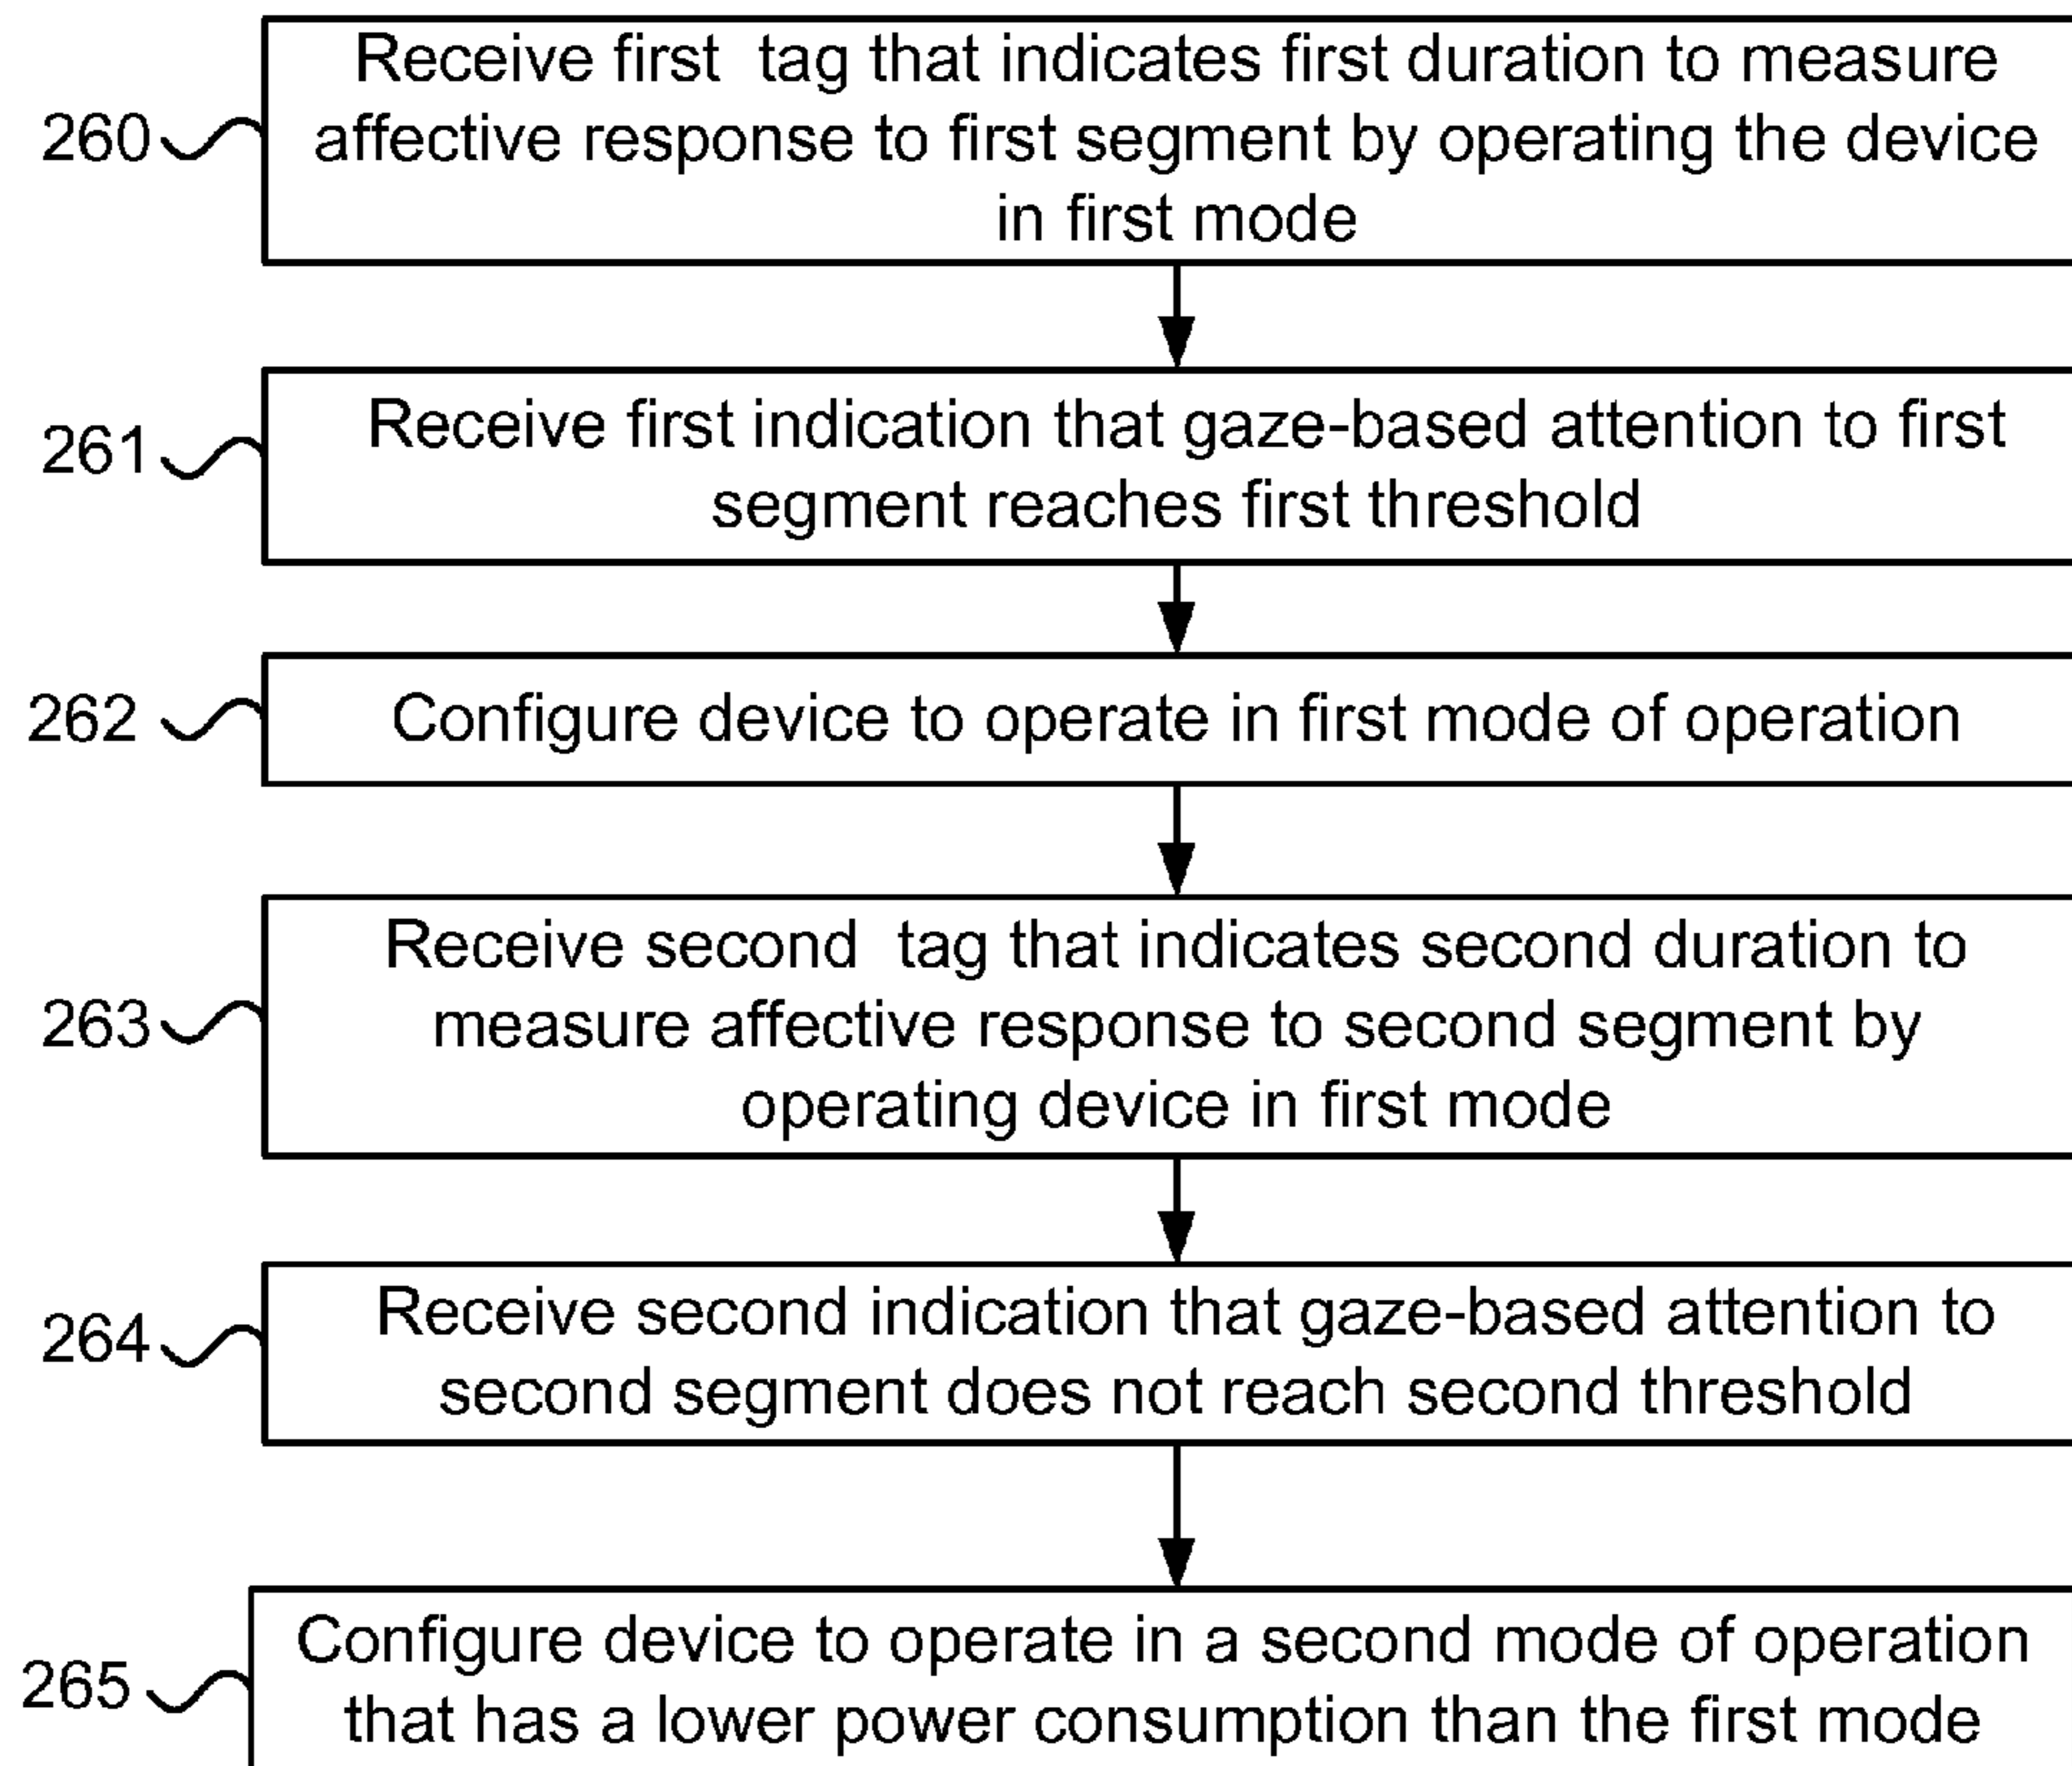 Receive first tag that indicates first duration to measure
affective response to first segment by operating the device
in first mode
260
Receive first indication that gaze-based attention to first
segment reaches first threshold
261
Configure device to operate in first mode of operation
262
Receive second tag that indicates second duration to
measure affective response to second segment by
operating device in first mode
263
Receive second indication that gaze-based attention to
second segment does not reach second threshold
264
Configure device to operate in a second mode of operation
that has a lower power consumption than the first mode
265